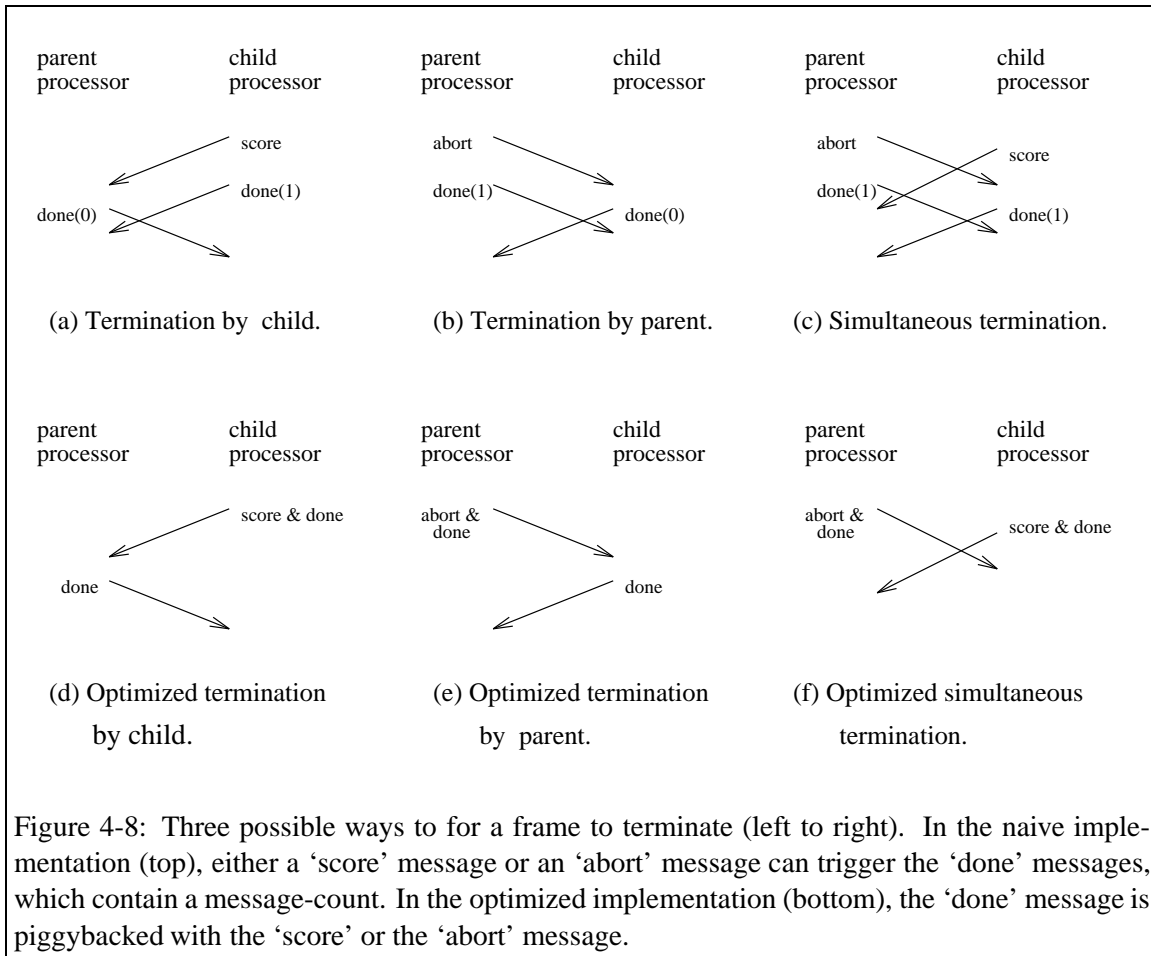 parent
processor
child
processor
score
done(1)
done(0)
(a) Termination by child.
parent
processor
child
processor
abort
done(1)
done(0)
(b) Termination by parent.
parent
processor
child
processor
abort
score
done(1)
done(1)
(c) Simultaneous termination.
parent
processor
child
processor
score & done
done
(d) Optimized termination
by child.
parent
processor
child
processor
abort &
done
done
(e) Optimized termination
by parent.
parent
processor
child
processor
abort &
done
score & done
(f) Optimized simultaneous
termination.
Figure 4-8: Three possible ways to for a frame to terminate (left to right). In the naive imple-
mentation (top), either a ‘score’ message or an ‘abort’ message can trigger the ‘done’ messages,
which contain a message-count. In the optimized implementation (bottom), the ‘done’ message is
piggybacked with the ‘score’ or the ‘abort’ message.